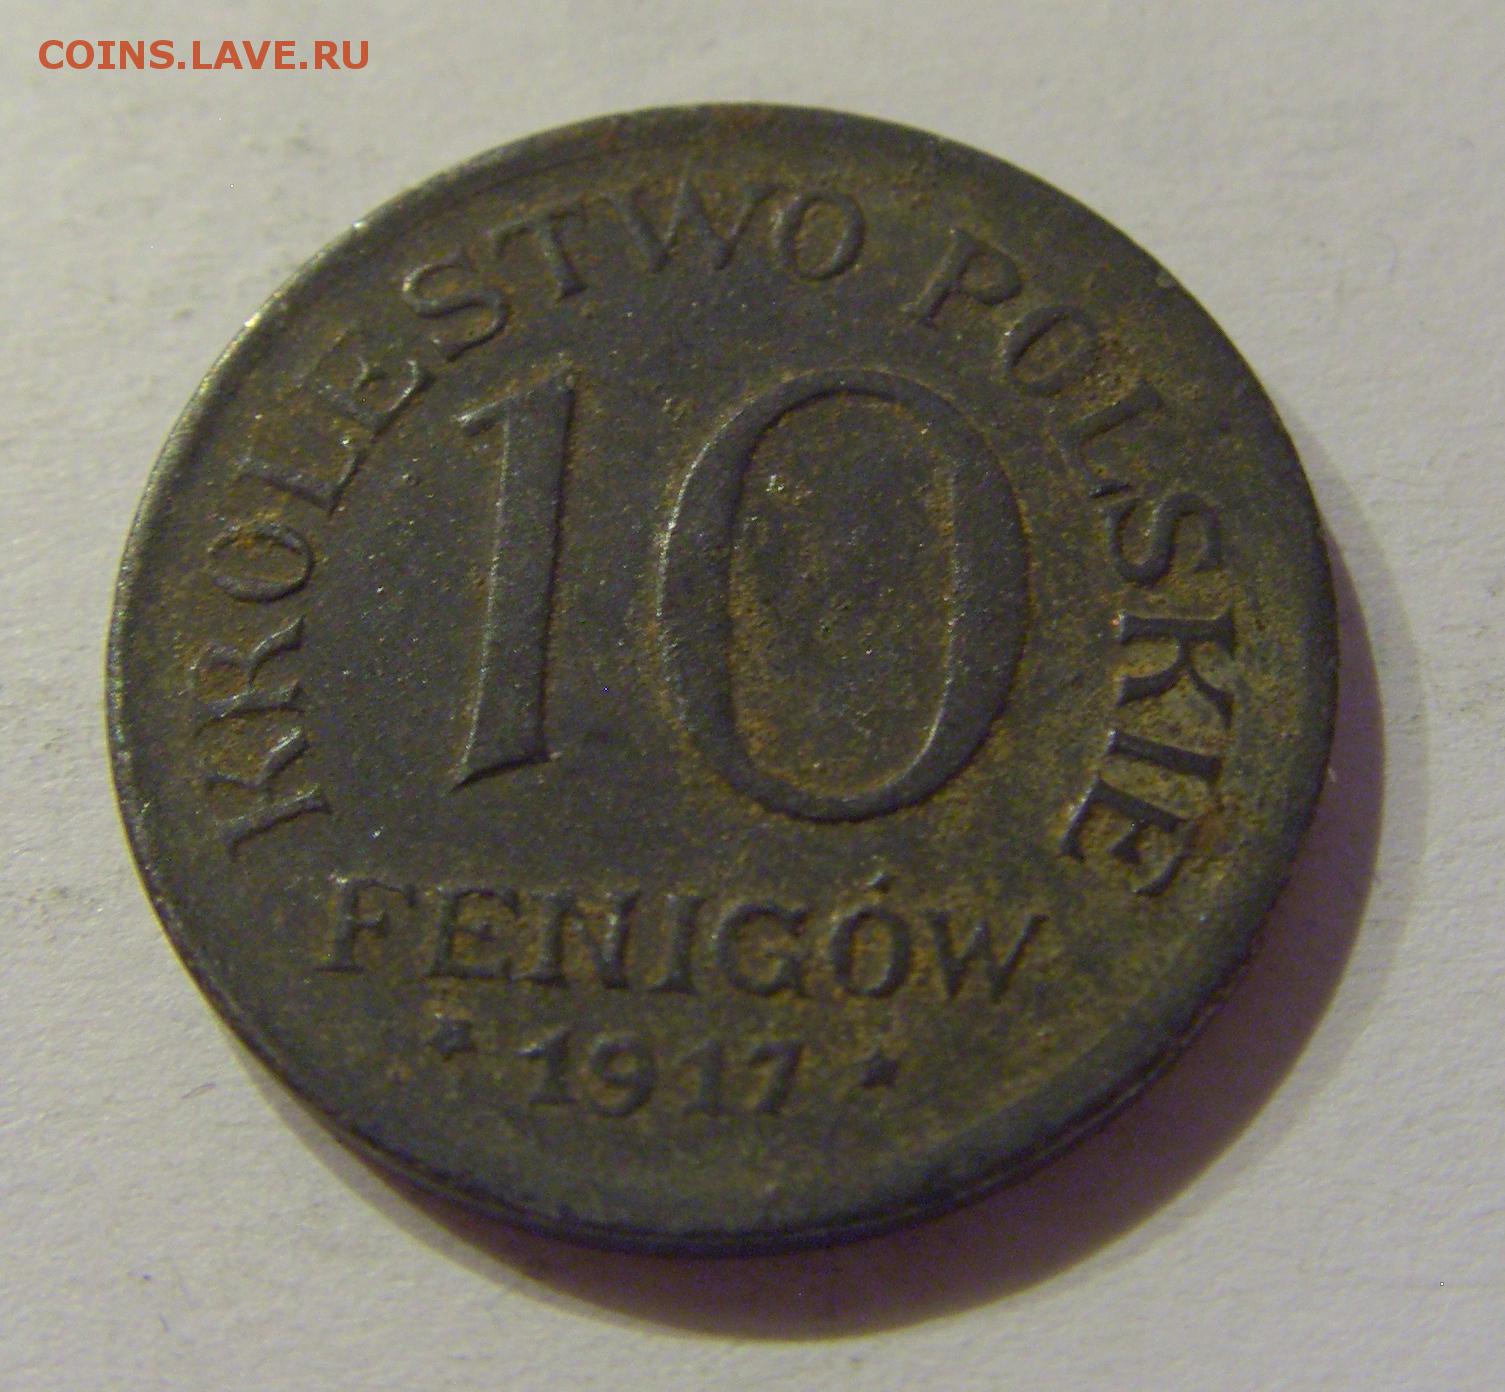 COINS.LAVE.RU
KROLESTWO POLSKIE
10
FENIGÓW
1917